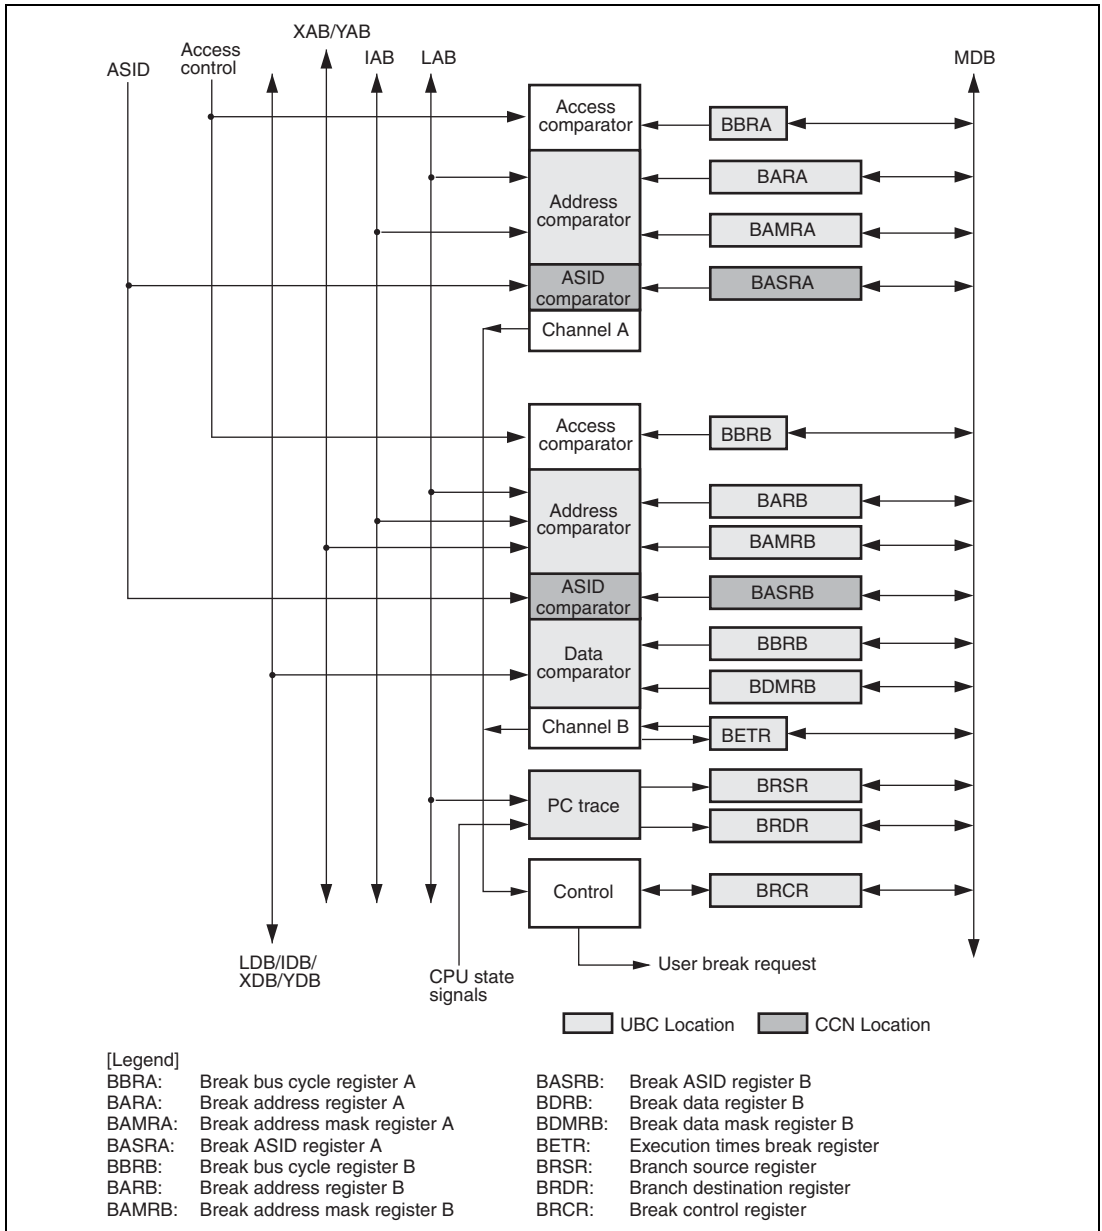 XAB/YAB
Access
control
ASID
IAB
LAB
MDB
Access
comparator
BBRA
Address
comparator
BARA
BAMRA
ASID
comparator
BASRA
Channel A
Access
comparator
BBRB
Address
comparator
BARB
BAMRB
ASID
comparator
BASRB
Data
comparator
BBRB
BDMRB
Channel B
BETR
PC trace
BRSR
BRDR
Control
BRCR
LDB/IDB/
XDB/YDB
CPU state
signals
User break request
UBC Location
CCN Location
[Legend]
BBRA: Break bus cycle register A
BARA: Break address register A
BAMRA: Break address mask register A
BASRA: Break ASID register A
BBRB: Break bus cycle register B
BARB: Break address register B
BAMRB: Break address mask register B
BASRB: Break ASID register B
BDRB: Break data register B
BDMRB: Break data mask register B
BETR: Execution times break register
BRSR: Branch source register
BRDR: Branch destination register
BRCR: Break control register